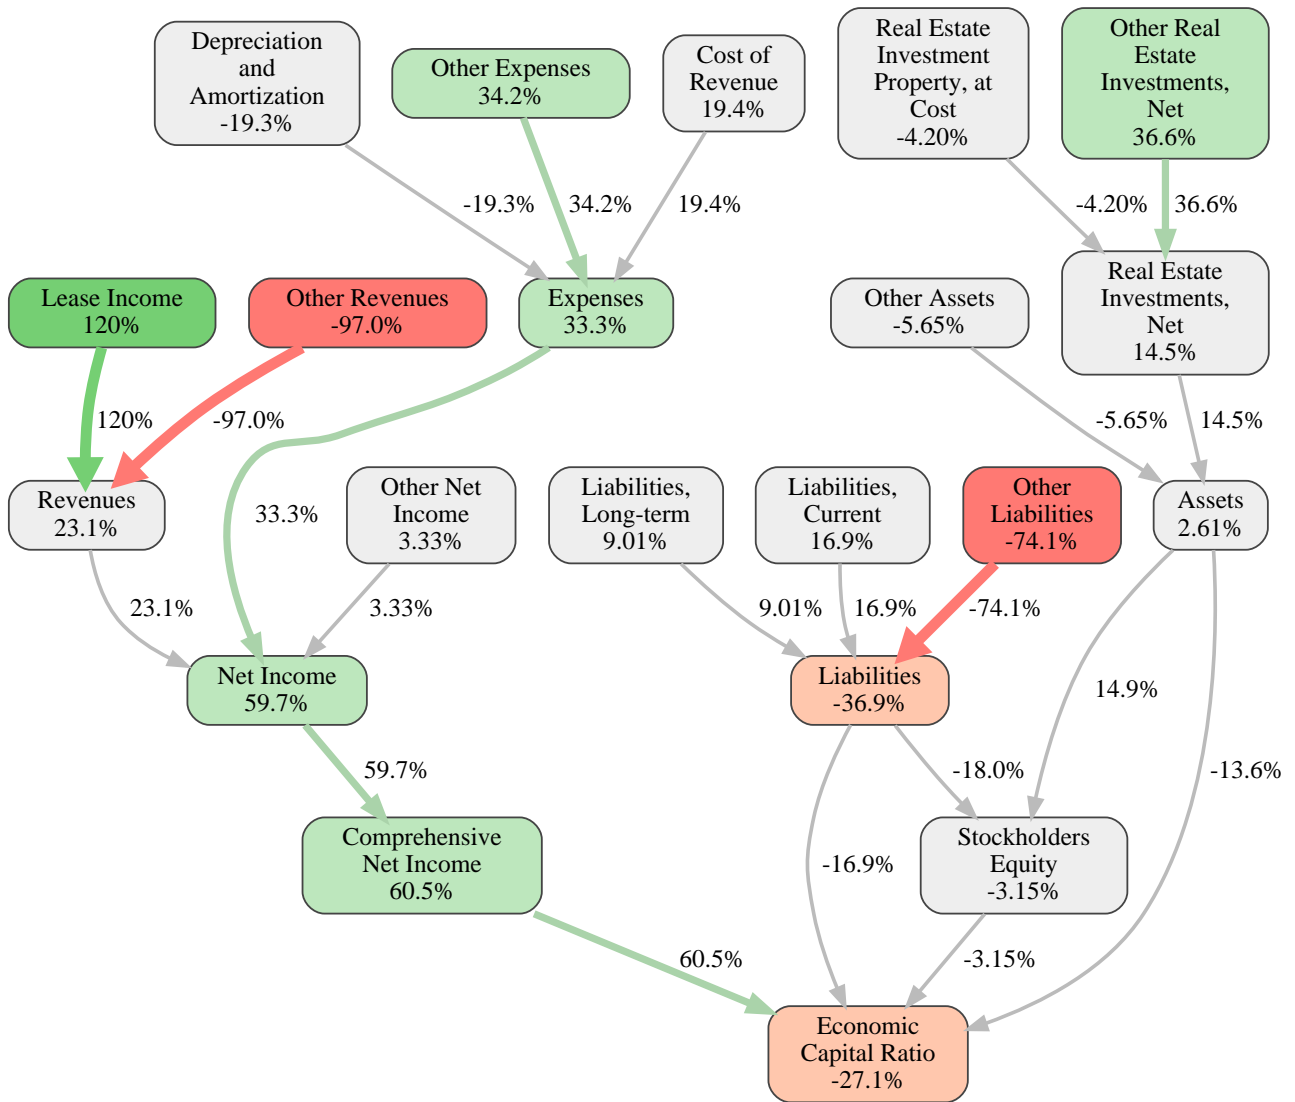 Depreciation
and
Amortization
-19.3%
Other Expenses
34.2%
Cost of
Revenue
19.4%
Real Estate
Investment
Property, at
Cost
-4.20%
Other Real
Estate
Investments,
Net
36.6%
-19.3%
34.2%
19.4%
-4.20%
36.6%
Lease Income
120%
Other Revenues
-97.0%
Expenses
33.3%
Other Assets
-5.65%
Real Estate
Investments,
Net
14.5%
120%
-97.0%
-5.65%
14.5%
Revenues
23.1%
33.3%
Other Net
Income
3.33%
Liabilities,
Long-term
9.01%
Liabilities,
Current
16.9%
Other
Liabilities
-74.1%
Assets
2.61%
23.1%
3.33%
9.01%
16.9%
-74.1%
Net Income
59.7%
Liabilities
-36.9%
14.9%
59.7%
-18.0%
-13.6%
Comprehensive
Net Income
60.5%
-16.9%
Stockholders
Equity
-3.15%
60.5%
-3.15%
Economic
Capital Ratio
-27.1%